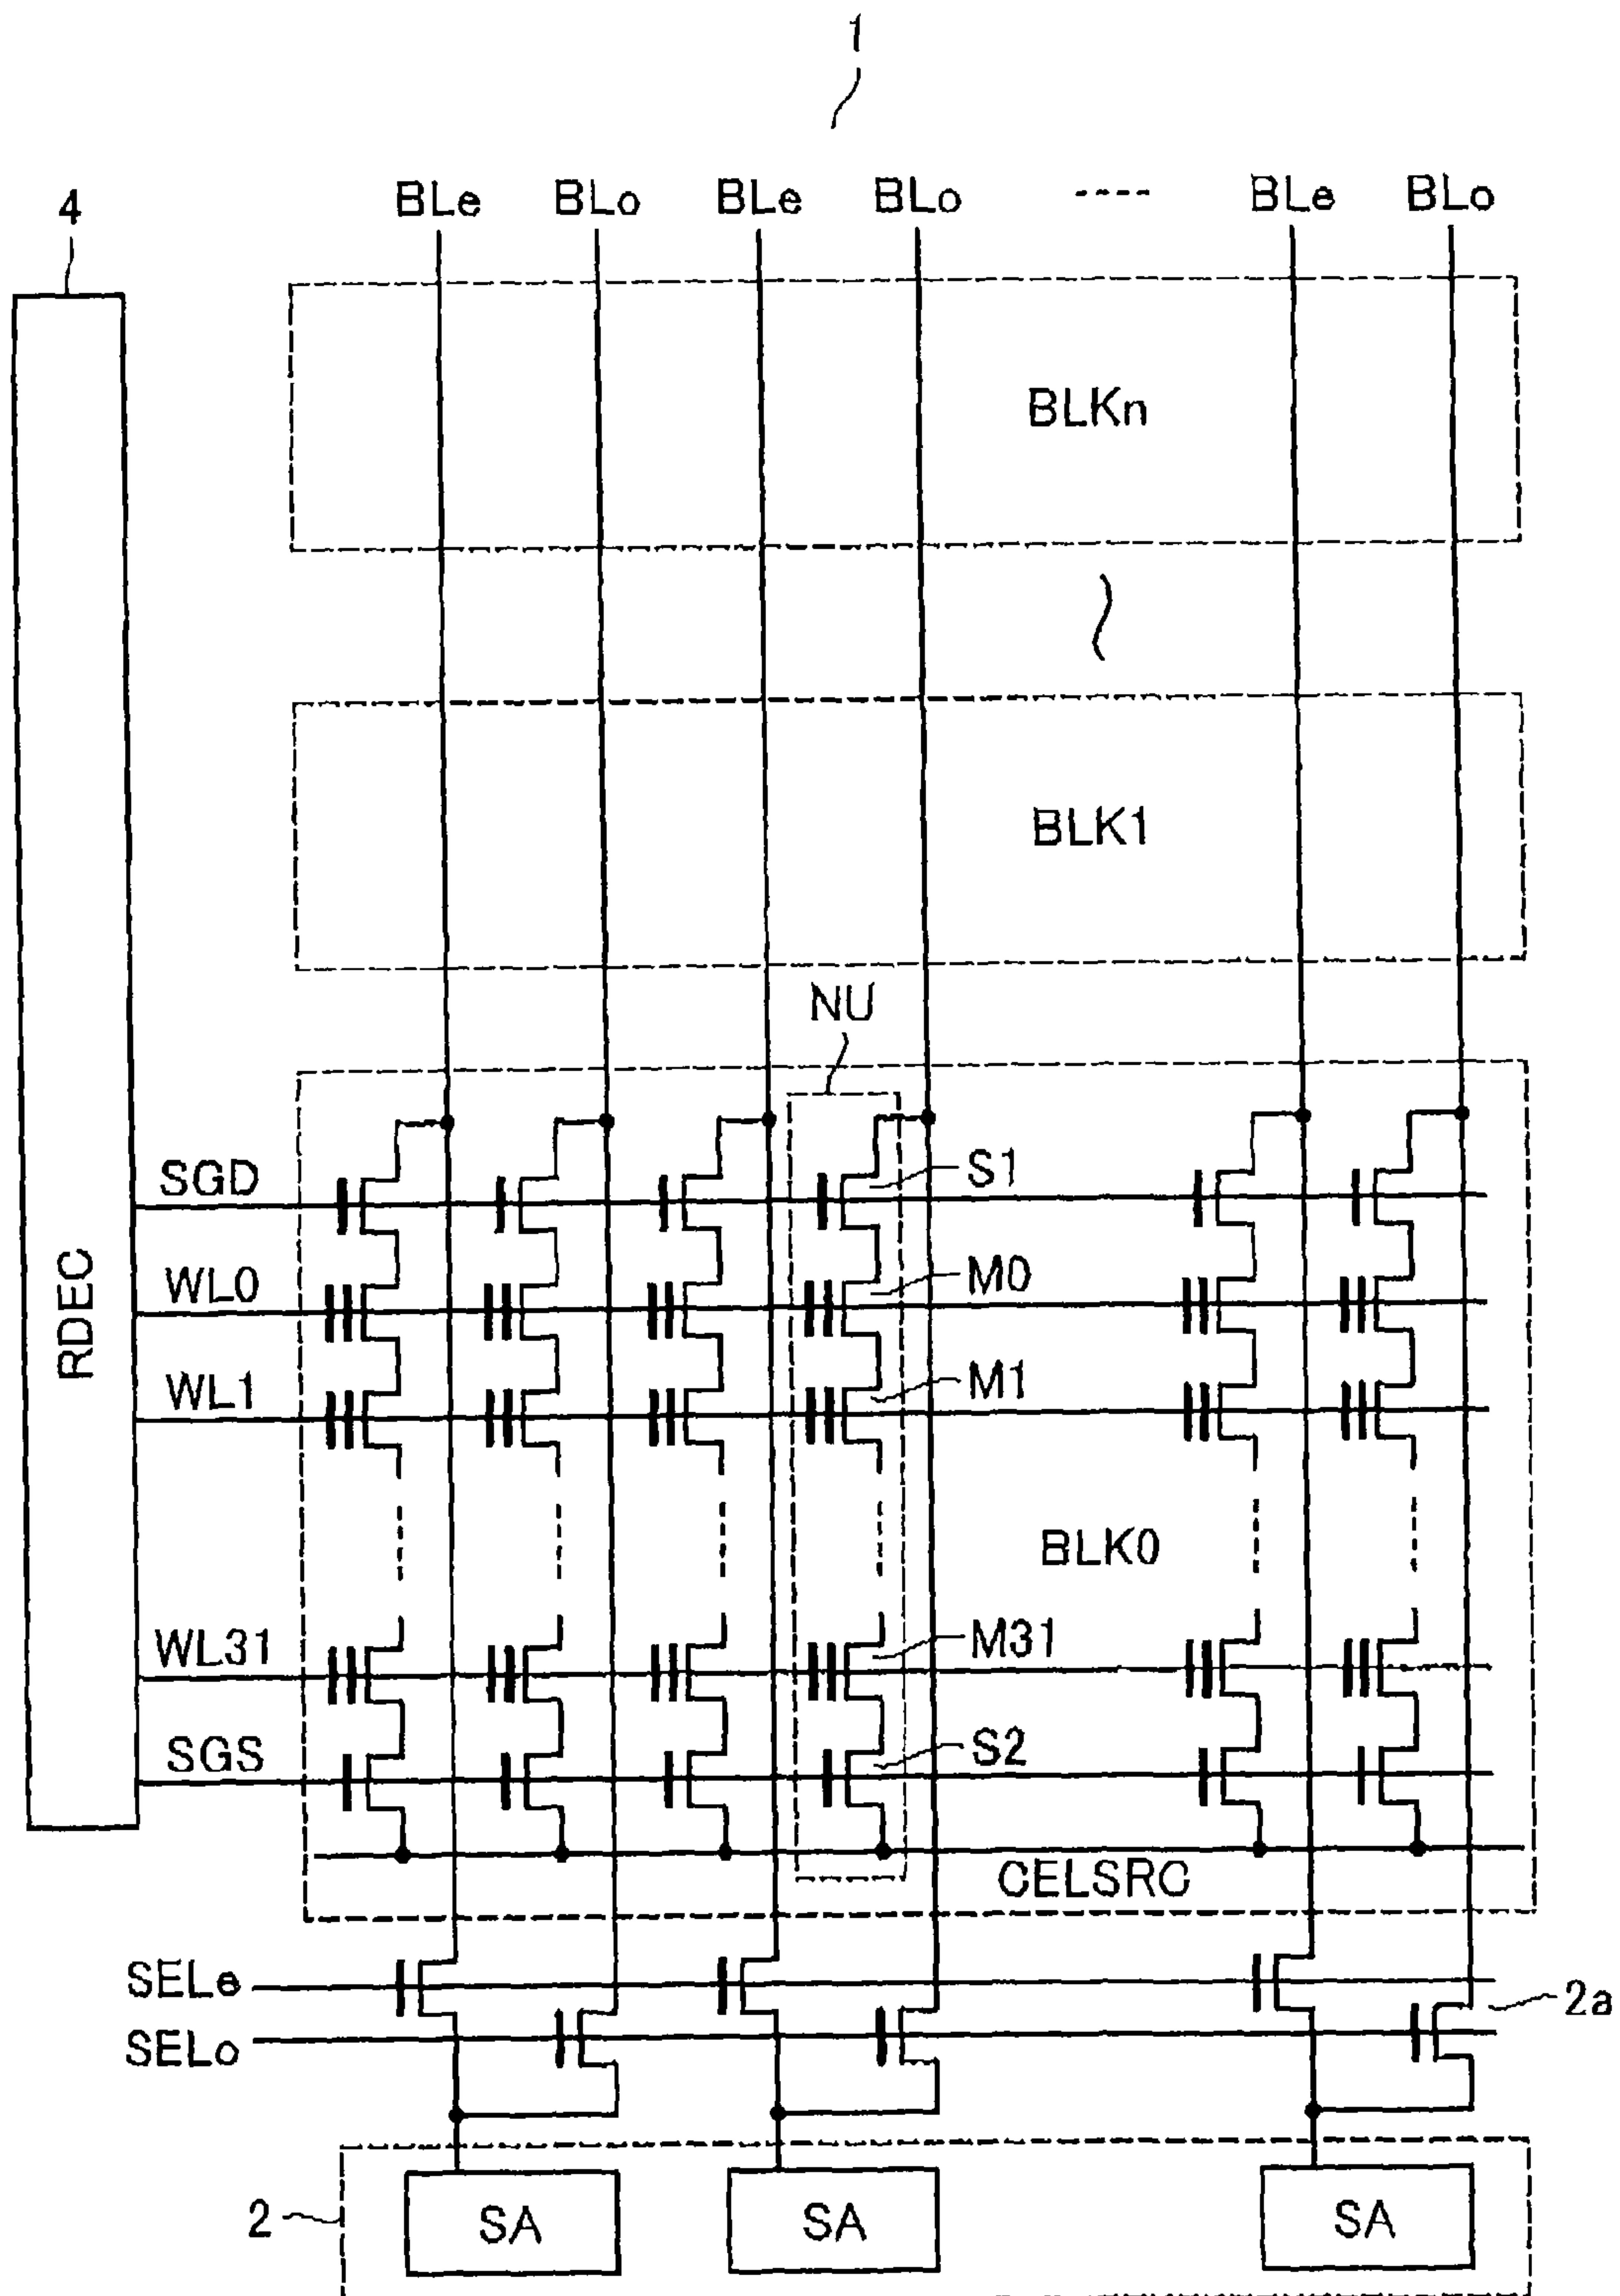 1
4
BLe BLo BLe BLo ---- BLe BLo
BLKn
BLK1
NU
SGD
S1
WL0
M0
WL1
M1
RDEC
BLK0
WL31
M31
SGS
S2
CELSRC
SELe
2a
SELo
2
SA SA SA